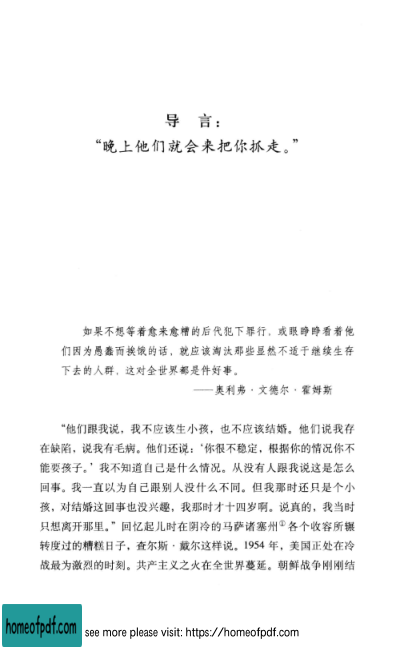 导　言：
“晚上他们就会来把你抓走。”
如果不想等着愈来愈糟的后代犯下罪行，或眼睁睁看着他
们因为愚蠢而挨饿的话，就应该淘汰那些显然不适于继续生存
下去的人群，这对全世界都是件好事。
——奥利弗·文德尔·霍姆斯
“他们跟我说，我不应该生小孩，也不应该结婚。他们说我存
在缺陷，说我有毛病。他们还说：‘你很不稳定，根据你的情况你不
能要孩子。’我不知道自己是什么情况。从没有人跟我说这是怎么
回事。我一直以为自己跟别人没什么不同。但我那时还只是个小
孩，对结婚这回事也没兴趣，我那时才十四岁啊。说真的，我当时
只想离开那里。”回忆起儿时在阴冷的马萨诸塞州①各个收容所辗
转度过的糟糕日子，查尔斯·戴尔这样说。1954 年，美国正处在冷
战最为激烈的时刻。共产主义之火在全世界蔓延。朝鲜战争刚刚结
homeofpdf.com
see more please visit: https://homeofpdf.com